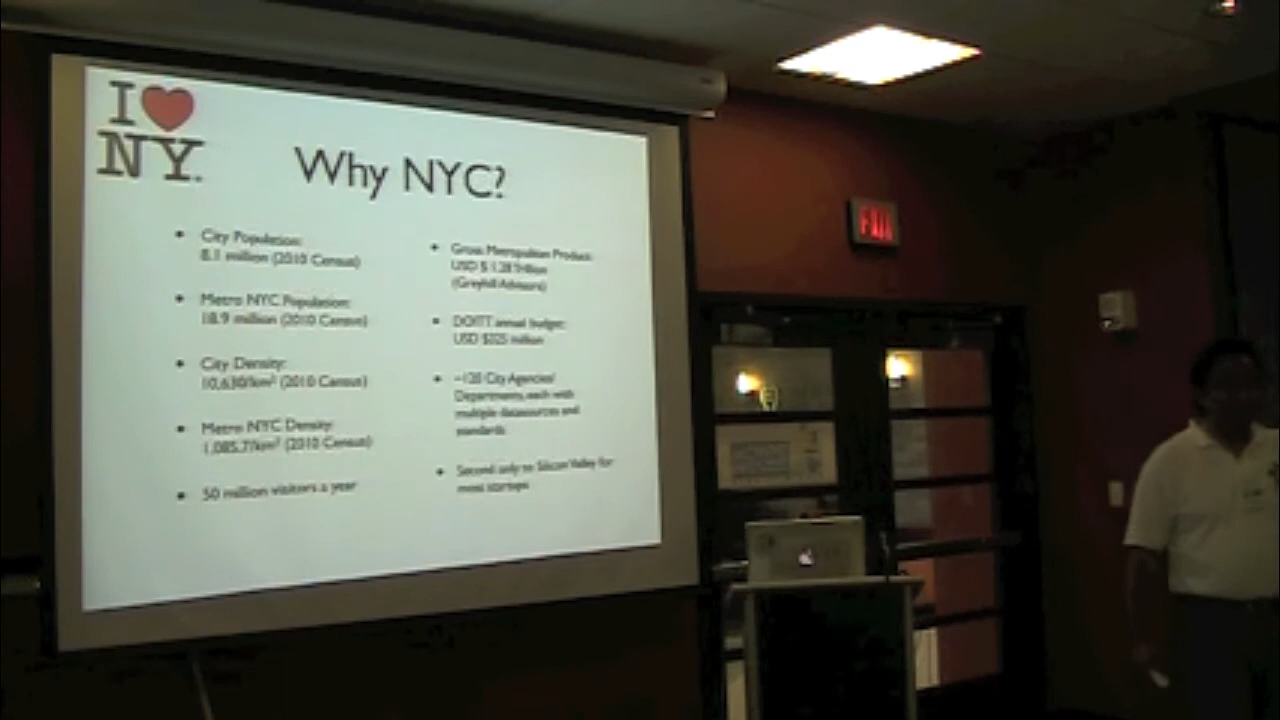 I ♥
NY.
Why NYC?
City Population:
8.1 million (2010 Census)
Metro NYC Population:
18.9 million (2010 Census)
City Density:
10,630/km² (2010 Census)
Metro NYC Density:
1,085.7/km² (2010 Census)
50 million visitors a year
Gross Metropolitan Product:
USD $1.28 Trillion
(Greyhill Advisors)
DOITT annual budget:
USD $325 million
~120 City Agencies/
Departments, each with
multiple datasources and
standards
Second only to Silicon Valley for
most startups
EXIT